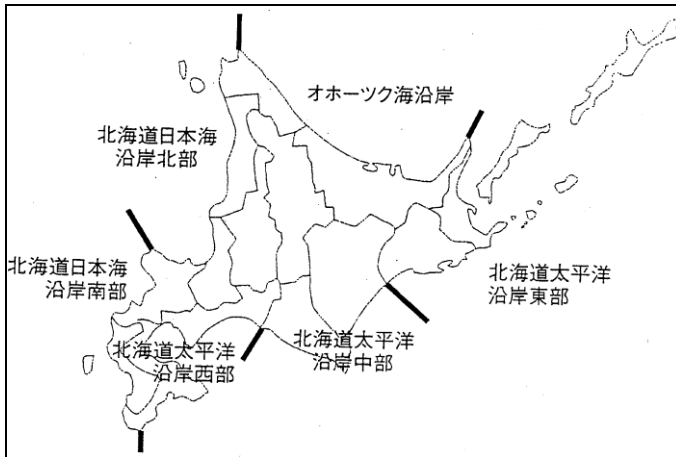 オホーツク海沿岸
北海道日本海
沿岸北部
北海道日本海
沿岸南部
北海道太平洋
沿岸東部
北海道太平洋
沿岸西部
北海道太平洋
沿岸中部